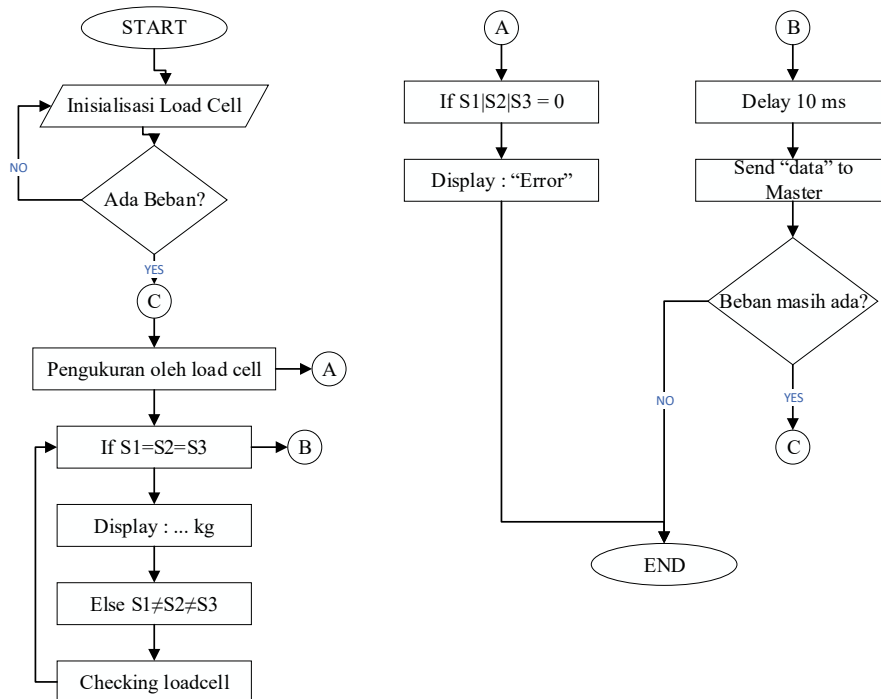 START
Inisialisasi Load Cell
NO
Ada Beban?
YES
C
Pengukuran oleh load cell
A
If S1=S2=S3
B
Display : ... kg
Else S1≠S2≠S3
Checking loadcell
A
If S1|S2|S3 = 0
Display : “Error”
B
Delay 10 ms
Send “data” to
Master
Beban masih ada?
NO
YES
C
END